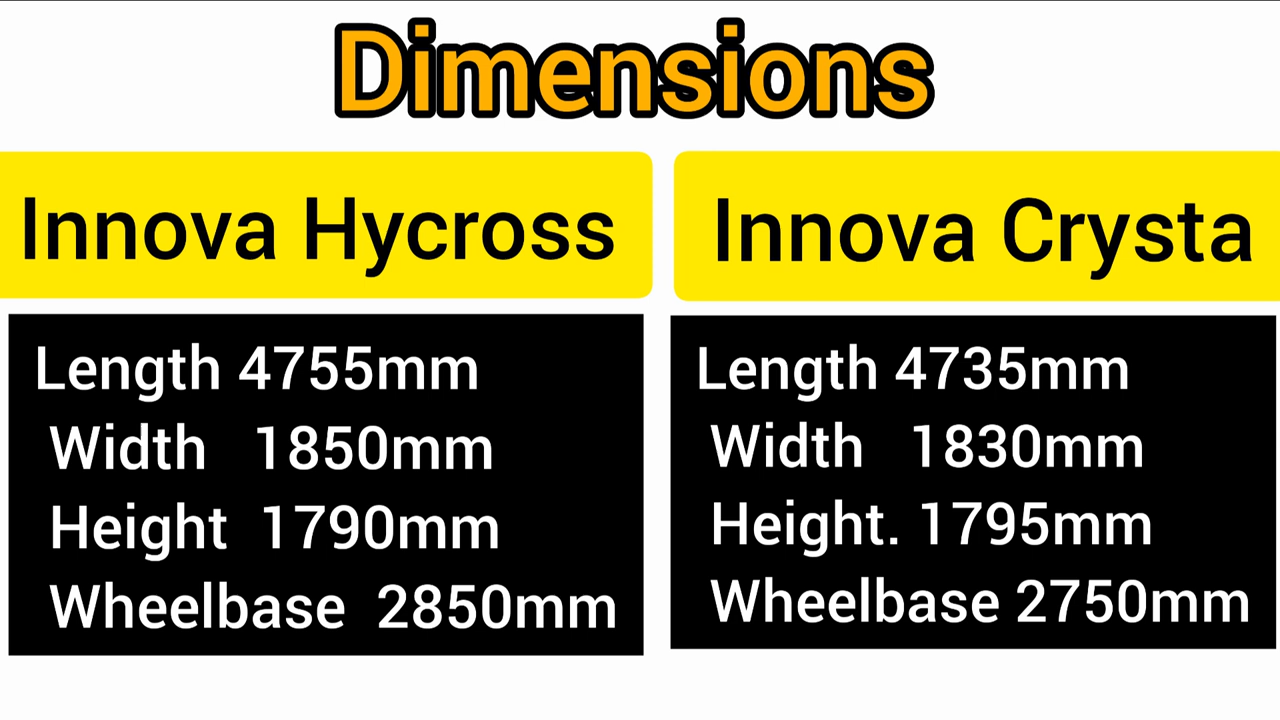 Dimensions
Innova Hycross
Length 4755mm
Width 1850mm
Height 1790mm
Wheelbase 2850mm
Innova Crysta
Length 4735mm
Width 1830mm
Height. 1795mm
Wheelbase 2750mm